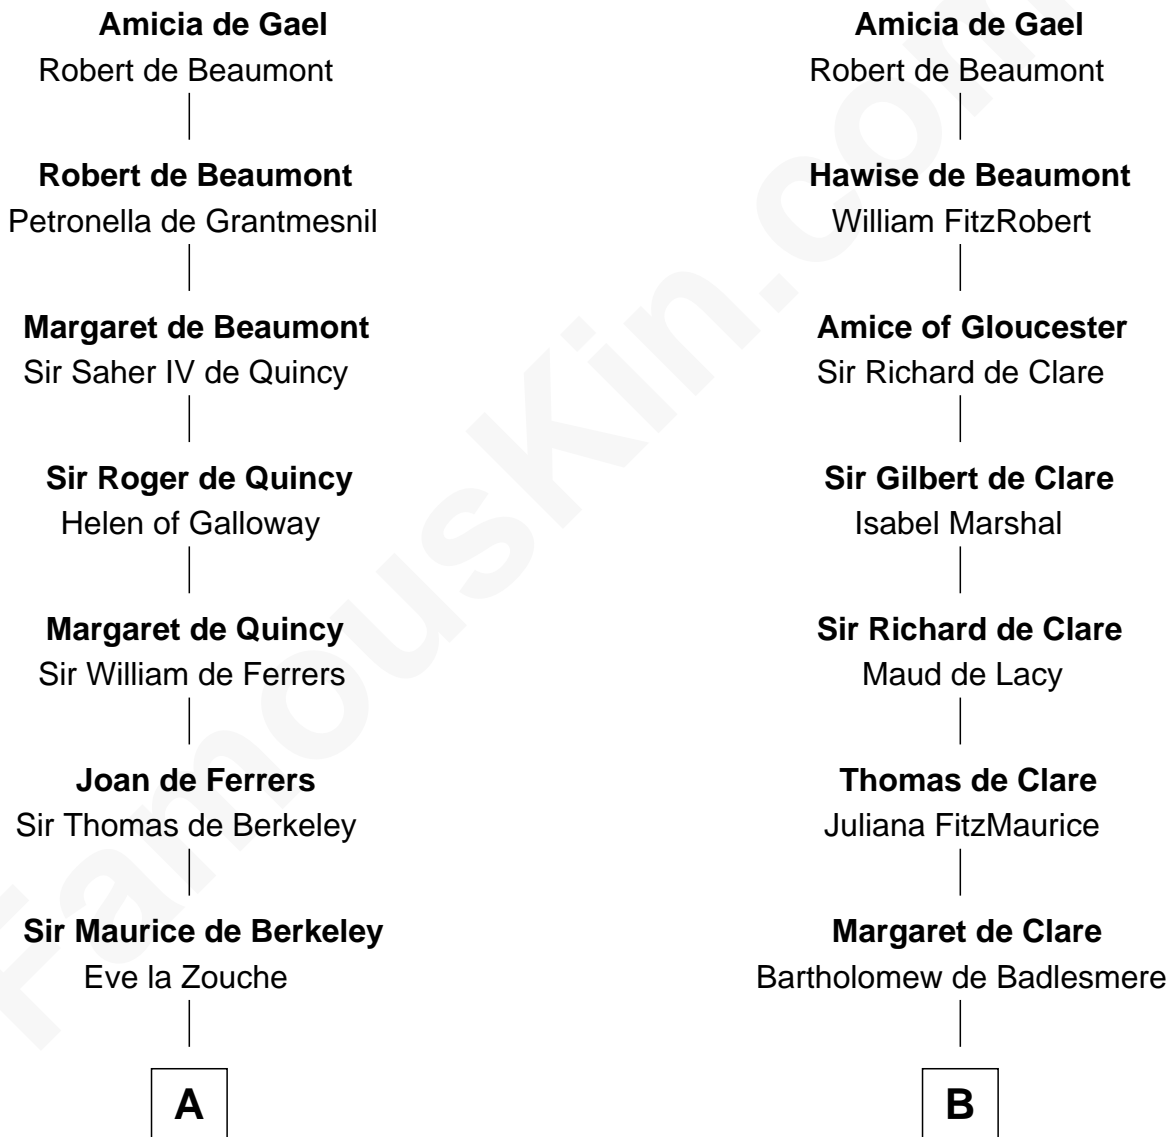 Amicia de Gael
Robert de Beaumont
Robert de Beaumont
Petronella de Grantmesnil
Margaret de Beaumont
Sir Saher IV de Quincy
Sir Roger de Quincy
Helen of Galloway
Margaret de Quincy
Sir William de Ferrers
Joan de Ferrers
Sir Thomas de Berkeley
Sir Maurice de Berkeley
Eve la Zouche
A
Amicia de Gael
Robert de Beaumont
Hawise de Beaumont
William FitzRobert
Amice of Gloucester
Sir Richard de Clare
Sir Gilbert de Clare
Isabel Marshal
Sir Richard de Clare
Maud de Lacy
Thomas de Clare
Juliana FitzMaurice
Margaret de Clare
Bartholomew de Badlesmere
B
FamousKin.com